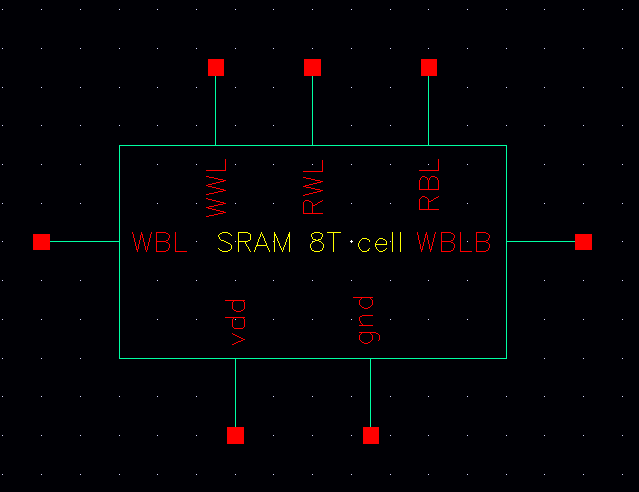 WWL
RWL
RBL
WBL
SRAM 8T cell
WBLB
vdd
gnd